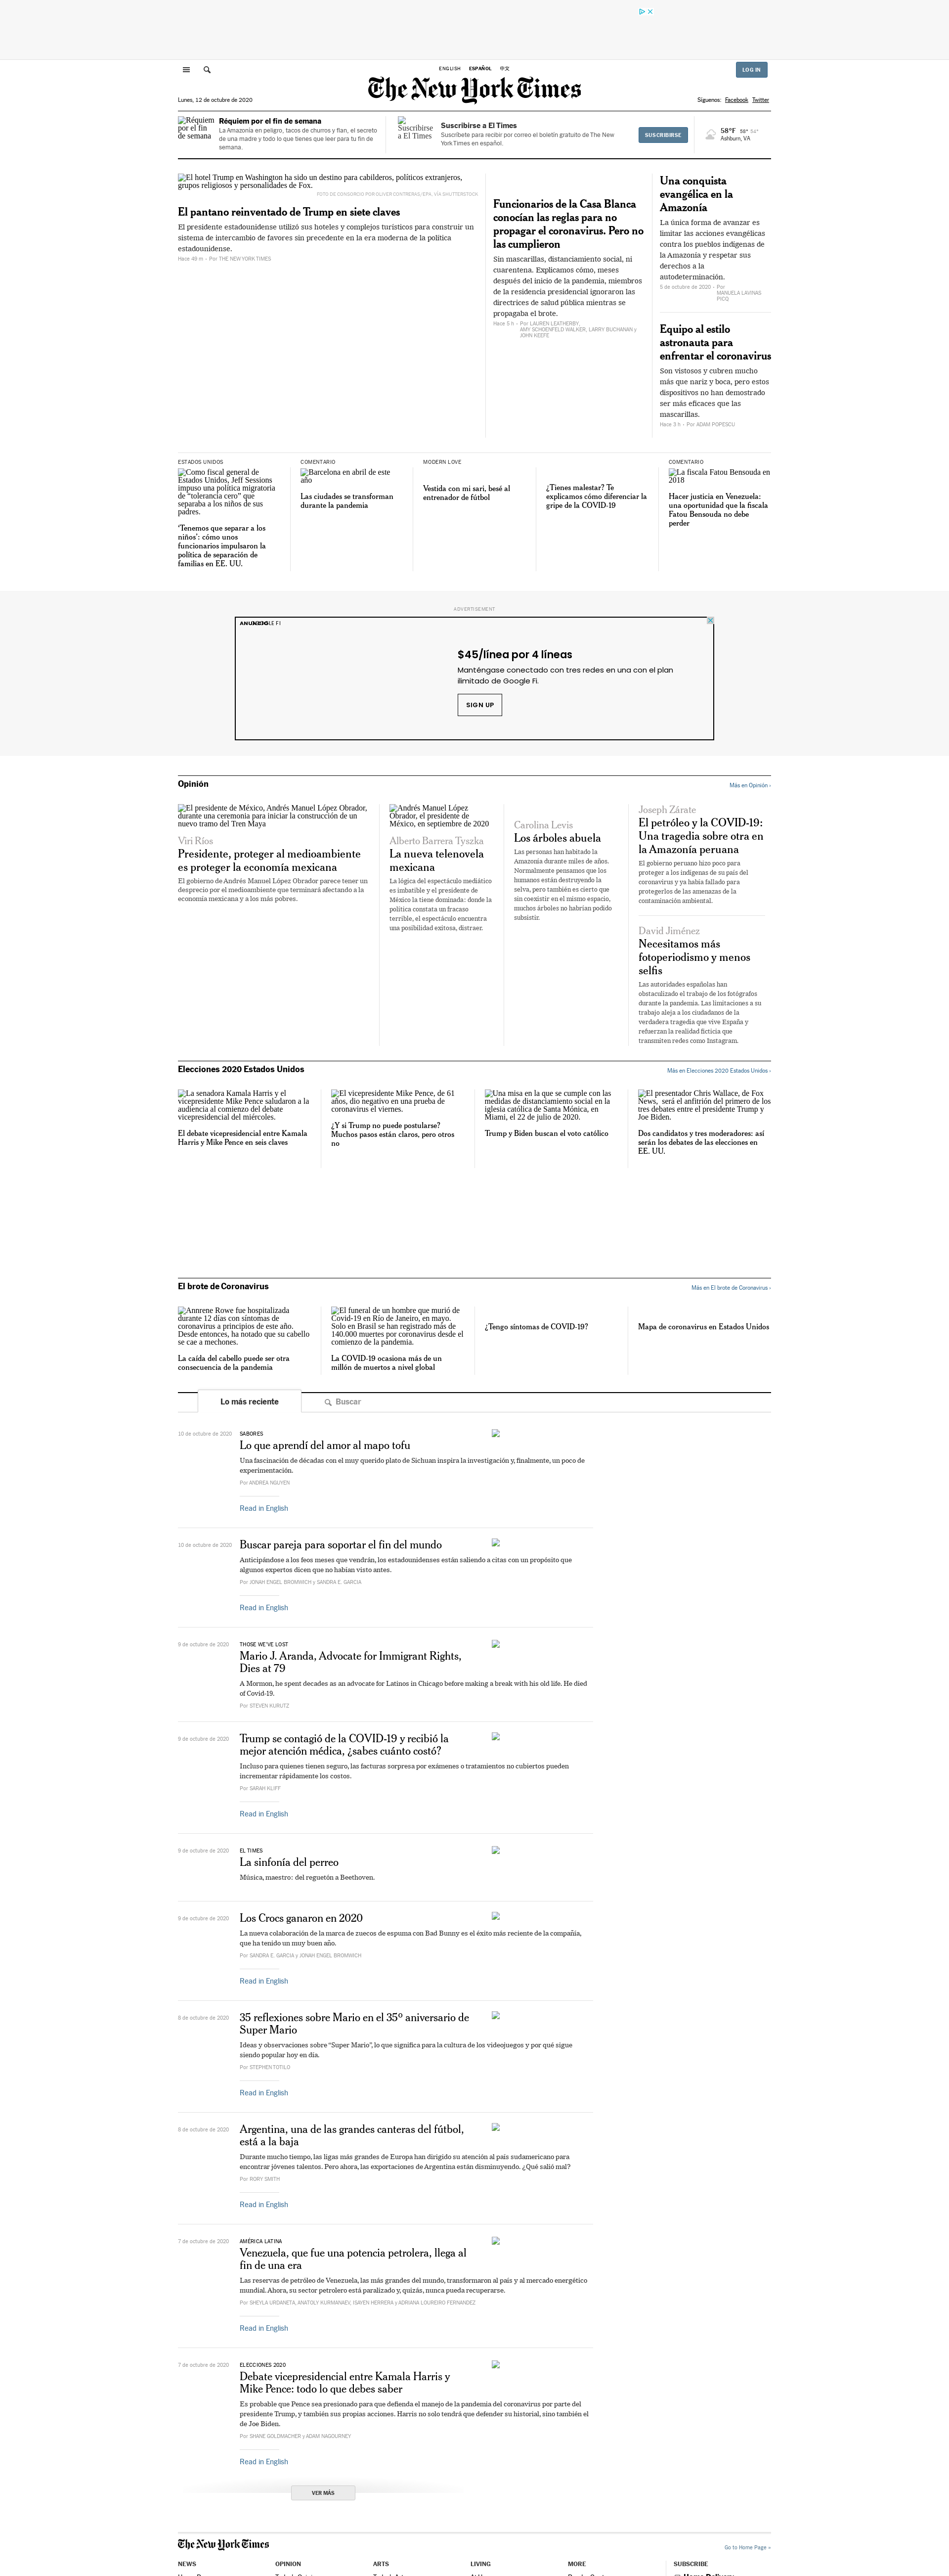 ENGLISH ESPAÑOL 中文
LOG IN
The New York Times
Lunes, 12 de octubre de 2020
Síguenos: Facebook Twitter
Réquiem por el fin de semana
Réquiem por el fin de semana
La Amazonía en peligro, tacos de churros y flan, el secreto
de una madre y todo lo que tienes que leer para tu fin de
semana.
Suscribirse a El Times
Suscribirse a El Times
Suscríbete para recibir por correo el boletín gratuito de The New
York Times en español.
SUSCRIBIRSE
58°F 58° 54°
Ashburn, VA
El hotel Trump en Washington ha sido un destino para cabilderos, políticos extranjeros,
grupos religiosos y personalidades de Fox.
FOTO DE CONSORCIO POR OLIVER CONTRERAS/EPA, VÍA SHUTTERSTOCK
El pantano reinventado de Trump en siete claves
El presidente estadounidense utilizó sus hoteles y complejos turísticos para construir un
sistema de intercambio de favores sin precedente en la era moderna de la política
estadounidense.
Hace 49 m - Por THE NEW YORK TIMES
Funcionarios de la Casa Blanca
conocían las reglas para no
propagar el coronavirus. Pero no
las cumplieron
Sin mascarillas, distanciamiento social, ni
cuarentena. Explicamos cómo, meses
después del inicio de la pandemia, miembros
de la residencia presidencial ignoraron las
directrices de salud pública mientras se
propagaba el brote.
Hace 5 h - Por LAUREN LEATHERBY,
AMY SCHOENFELD WALKER, LARRY BUCHANAN y
JOHN KEEFE
Una conquista
evangélica en la
Amazonía
La única forma de avanzar es
limitar las acciones evangélicas
contra los pueblos indígenas de
la Amazonía y respetar sus
derechos a la
autodeterminación.
5 de octubre de 2020 - Por
MANUELA LAVINAS
PICQ
Equipo al estilo
astronauta para
enfrentar el coronavirus
Son vistosos y cubren mucho
más que nariz y boca, pero estos
dispositivos no han demostrado
ser más eficaces que las
mascarillas.
Hace 3 h - Por ADAM POPESCU
ESTADOS UNIDOS
Como fiscal general de
Estados Unidos, Jeff Sessions
impuso una política migratoria
de "tolerancia cero" que
separaba a los niños de sus
padres.
'Tenemos que separar a los
niños': cómo unos
funcionarios impulsaron la
política de separación de
familias en EE. UU.
COMENTARIO
Barcelona en abril de este
año
Las ciudades se transforman
durante la pandemia
MODERN LOVE
Vestida con mi sari, besé al
entrenador de fútbol
¿Tienes malestar? Te
explicamos cómo diferenciar la
gripe de la COVID-19
COMENTARIO
La fiscala Fatou Bensouda en
2018
Hacer justicia en Venezuela:
una oportunidad que la fiscala
Fatou Bensouda no debe
perder
ADVERTISEMENT
$45/línea por 4 líneas
Manténgase conectado con tres redes en una con el plan
ilimitado de Google Fi.
SIGN UP
Opinión
Más en Opinión ›
El presidente de México, Andrés Manuel López Obrador,
durante una ceremonia para iniciar la construcción de un
nuevo tramo del Tren Maya
Viri Ríos
Presidente, proteger al medioambiente
es proteger la economía mexicana
El gobierno de Andrés Manuel López Obrador parece tener un
desprecio por el medioambiente que terminará afectando a la
economía mexicana y a los más pobres.
Andrés Manuel López
Obrador, el presidente de
México, en septiembre de 2020
Alberto Barrera Tyszka
La nueva telenovela
mexicana
La lógica del espectáculo mediático
es imbatible y el presidente de
México la tiene dominada: donde la
política constata un fracaso
terrible, el espectáculo encuentra
una posibilidad exitosa, distraer.
Carolina Levis
Los árboles abuela
Las personas han habitado la
Amazonía durante miles de años.
Normalmente pensamos que los
humanos están destruyendo la
selva, pero también es cierto que
sin coexistir en el mismo espacio,
muchos árboles no habrían podido
subsistir.
Joseph Zárate
El petróleo y la COVID-19:
Una tragedia sobre otra en
la Amazonía peruana
El gobierno peruano hizo poco para
proteger a los indígenas de su país del
coronavirus y ya había fallado para
protegerlos de las amenazas de la
contaminación ambiental.
David Jiménez
Necesitamos más
fotoperiodismo y menos
selfis
Las autoridades españolas han
obstaculizado el trabajo de los fotógrafos
durante la pandemia. Las limitaciones a su
trabajo aleja a los ciudadanos de la
verdadera tragedia que vive España y
refuerzan la realidad ficticia que
transmiten redes como Instagram.
Elecciones 2020 Estados Unidos
Más en Elecciones 2020 Estados Unidos ›
La senadora Kamala Harris y el
vicepresidente Mike Pence saludaron a la
audiencia al comienzo del debate
vicepresidencial del miércoles.
El debate vicepresidencial entre Kamala
Harris y Mike Pence en seis claves
El vicepresidente Mike Pence, de 61
años, dio negativo en una prueba de
coronavirus el viernes.
¿Y si Trump no puede postularse?
Muchos pasos están claros, pero otros
no
Una misa en la que se cumple con las
medidas de distanciamiento social en la
iglesia católica de Santa Mónica, en
Miami, el 22 de julio de 2020.
Trump y Biden buscan el voto católico
El presentador Chris Wallace, de Fox
News, será el anfitrión del primero de los
tres debates entre el presidente Trump y
Joe Biden.
Dos candidatos y tres moderadores: así
serán los debates de las elecciones en
EE. UU.
El brote de Coronavirus
Más en El brote de Coronavirus ›
Annrene Rowe fue hospitalizada
durante 12 días con síntomas de
coronavirus a principios de este año.
Desde entonces, ha notado que su cabello
se cae a mechones.
La caída del cabello puede ser otra
consecuencia de la pandemia
El funeral de un hombre que murió de
Covid-19 en Río de Janeiro, en mayo.
Solo en Brasil se han registrado más de
140.000 muertes por coronavirus desde el
comienzo de la pandemia.
La COVID-19 ocasiona más de un
millón de muertos a nivel global
¿Tengo síntomas de COVID-19?
Mapa de coronavirus en Estados Unidos
Lo más reciente
Buscar
10 de octubre de 2020
SABORES
Lo que aprendí del amor al mapo tofu
Una fascinación de décadas con el muy querido plato de Sichuan inspira la investigación y, finalmente, un poco de
experimentación.
Por ANDREA NGUYEN
Read in English
10 de octubre de 2020
Buscar pareja para soportar el fin del mundo
Anticipándose a los feos meses que vendrán, los estadounidenses están saliendo a citas con un propósito que
algunos expertos dicen que no habían visto antes.
Por JONAH ENGEL BROMWICH y SANDRA E. GARCIA
Read in English
9 de octubre de 2020
THOSE WE'VE LOST
Mario J. Aranda, Advocate for Immigrant Rights,
Dies at 79
A Mormon, he spent decades as an advocate for Latinos in Chicago before making a break with his old life. He died
of Covid-19.
Por STEVEN KURUTZ
9 de octubre de 2020
Trump se contagió de la COVID-19 y recibió la
mejor atención médica, ¿sabes cuánto costó?
Incluso para quienes tienen seguro, las facturas sorpresa por exámenes o tratamientos no cubiertos pueden
incrementar rápidamente los costos.
Por SARAH KLIFF
Read in English
9 de octubre de 2020
EL TIMES
La sinfonía del perreo
Música, maestro: del reguetón a Beethoven.
9 de octubre de 2020
Los Crocs ganaron en 2020
La nueva colaboración de la marca de zuecos de espuma con Bad Bunny es el éxito más reciente de la compañía,
que ha tenido un muy buen año.
Por SANDRA E. GARCIA y JONAH ENGEL BROMWICH
Read in English
8 de octubre de 2020
35 reflexiones sobre Mario en el 35º aniversario de
Super Mario
Ideas y observaciones sobre "Super Mario", lo que significa para la cultura de los videojuegos y por qué sigue
siendo popular hoy en día.
Por STEPHEN TOTILO
Read in English
8 de octubre de 2020
Argentina, una de las grandes canteras del fútbol,
está a la baja
Durante mucho tiempo, las ligas más grandes de Europa han dirigido su atención al país sudamericano para
encontrar jóvenes talentos. Pero ahora, las exportaciones de Argentina están disminuyendo. ¿Qué salió mal?
Por RORY SMITH
Read in English
7 de octubre de 2020
AMÉRICA LATINA
Venezuela, que fue una potencia petrolera, llega al
fin de una era
Las reservas de petróleo de Venezuela, las más grandes del mundo, transformaron al país y al mercado energético
mundial. Ahora, su sector petrolero está paralizado y, quizás, nunca pueda recuperarse.
Por SHEYLA URDANETA, ANATOLY KURMANAEV, ISAYEN HERRERA y ADRIANA LOUREIRO FERNANDEZ
Read in English
7 de octubre de 2020
ELECCIONES 2020
Debate vicepresidencial entre Kamala Harris y
Mike Pence: todo lo que debes saber
Es probable que Pence sea presionado para que defienda el manejo de la pandemia del coronavirus por parte del
presidente Trump, y también sus propias acciones. Harris no solo tendrá que defender su historial, sino también el
de Joe Biden.
Por SHANE GOLDMACHER y ADAM NAGOURNEY
Read in English
VER MÁS
The New York Times
Go to Home Page »
NEWS
OPINION
ARTS
LIVING
MORE
SUBSCRIBE